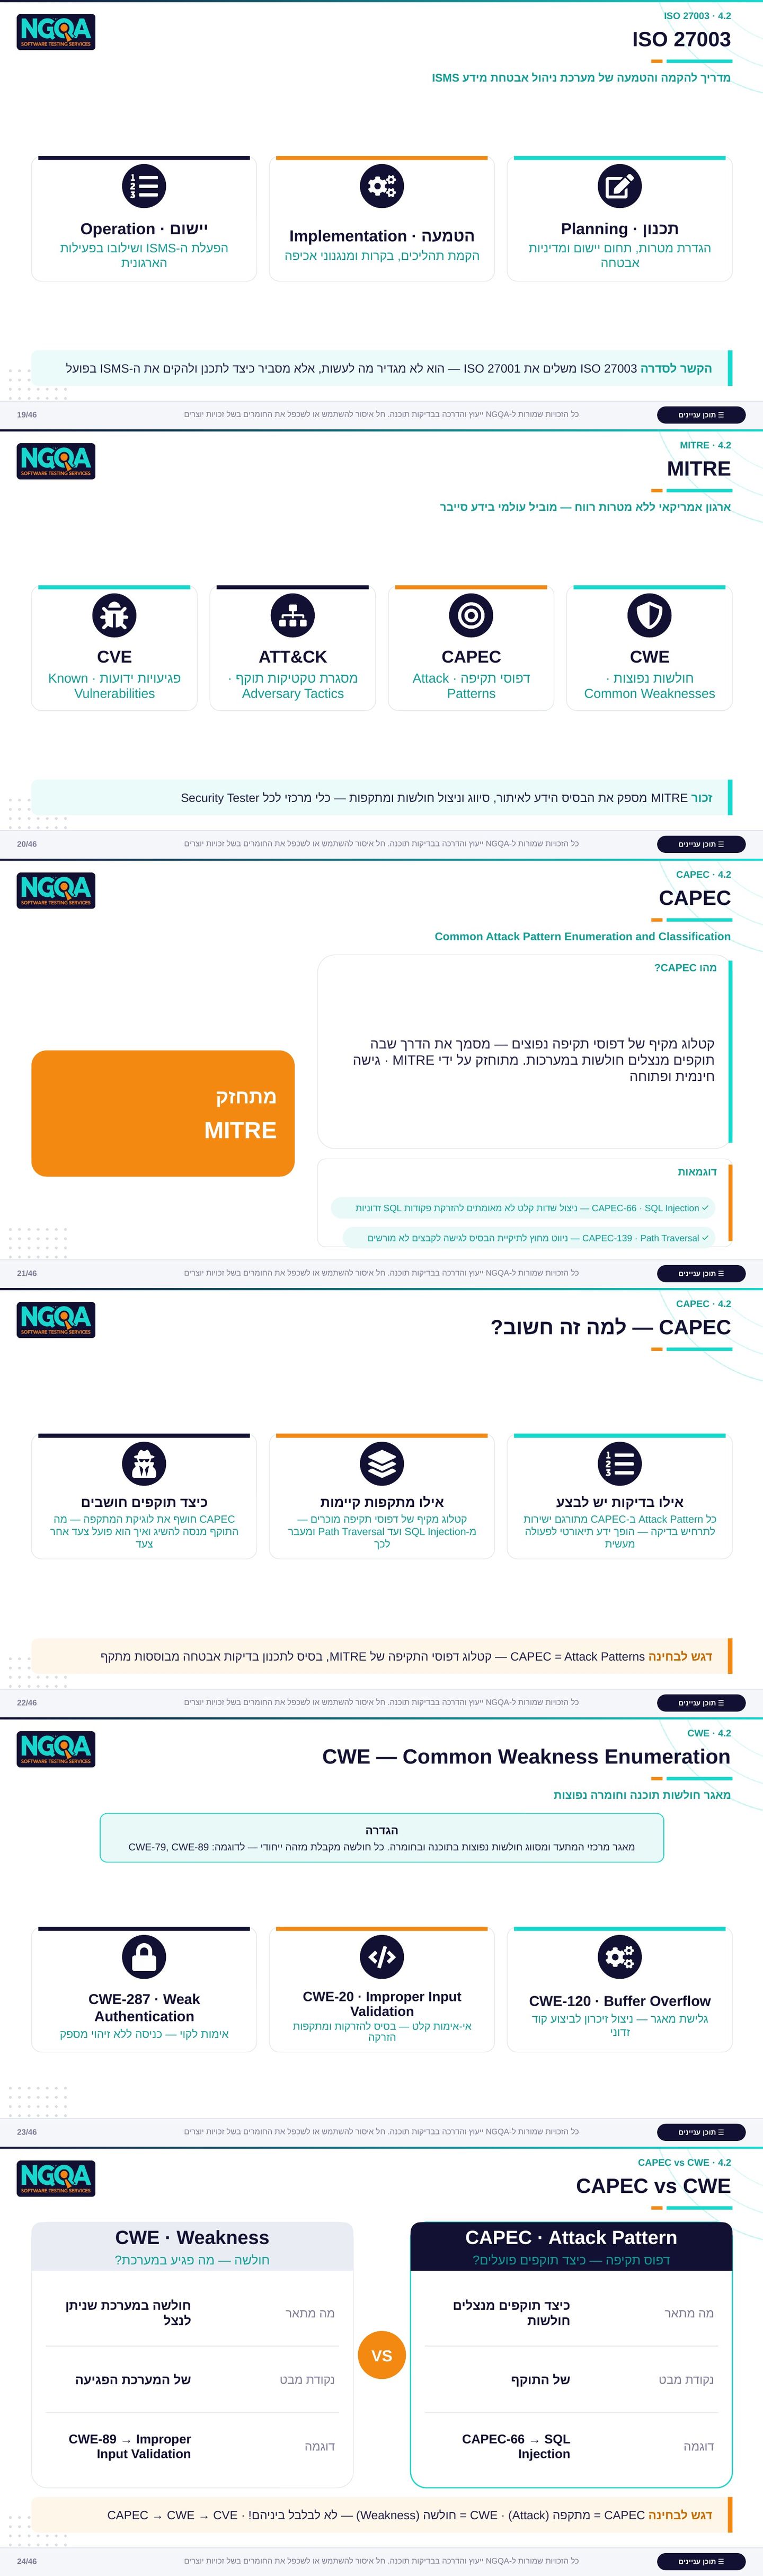 ISO 27003 · 4.2
NGQA
SOFTWARE TESTING SERVICES
ISO 27003
מדריך להקמה והטמעה של מערכת ניהול אבטחת מידע ISMS
תכנון · Planning
הגדרת מטרות, תחום יישום ומדיניות
אבטחה
הטמעה · Implementation
הקמת תהליכים, בקרות ומנגנוני אכיפה
יישום · Operation
הפעלת ה-ISMS ושילובו בפעילות
הארגונית
הקשר לסדרה ISO 27003 משלים את ISO 27001 — הוא לא מגדיר מה לעשות, אלא מסביר כיצד לתכנן ולהקים את ה-ISMS בפועל
☰ תוכן עניינים
כל הזכויות שמורות ל-NGQA ייעוץ והדרכה בבדיקות תוכנה. חל איסור להשתמש או לשכפל את החומרים בשל זכויות יוצרים
19/46
MITRE · 4.2
NGQA
SOFTWARE TESTING SERVICES
MITRE
ארגון אמריקאי ללא מטרות רווח — מוביל עולמי בידע סייבר
CWE
חולשות נפוצות ·
Common Weaknesses
CAPEC
דפוסי תקיפה · Attack
Patterns
ATT&CK
מסגרת טקטיקות תוקף ·
Adversary Tactics
CVE
פגיעויות ידועות · Known
Vulnerabilities
זכור MITRE מספק את הבסיס הידע לאיתור, סיווג וניצול חולשות ומתקפות — כלי מרכזי לכל Security Tester
☰ תוכן עניינים
כל הזכויות שמורות ל-NGQA ייעוץ והדרכה בבדיקות תוכנה. חל איסור להשתמש או לשכפל את החומרים בשל זכויות יוצרים
20/46
CAPEC · 4.2
NGQA
SOFTWARE TESTING SERVICES
CAPEC
Common Attack Pattern Enumeration and Classification
מהו CAPEC?
קטלוג מקיף של דפוסי תקיפה נפוצים — מסמך את הדרך שבה
תוקפים מנצלים חולשות במערכות. מתוחזק על ידי MITRE · גישה
חינמית ופתוחה
מתחזק
MITRE
דוגמאות
✓ CAPEC-66 · SQL Injection — ניצול שדות קלט לא מאומתים להזרקת פקודות SQL זדוניות
✓ CAPEC-139 · Path Traversal — ניווט מחוץ לתיקיית הבסיס לגישה לקבצים לא מורשים
☰ תוכן עניינים
כל הזכויות שמורות ל-NGQA ייעוץ והדרכה בבדיקות תוכנה. חל איסור להשתמש או לשכפל את החומרים בשל זכויות יוצרים
21/46
CAPEC · 4.2
NGQA
SOFTWARE TESTING SERVICES
CAPEC — למה זה חשוב?
אילו בדיקות יש לבצע
כל Attack Pattern ב-CAPEC מתורגם ישירות
לתרחיש בדיקה — הופך ידע תיאורטי לפעולה
מעשית
אילו מתקפות קיימות
קטלוג מקיף של דפוסי תקיפה מוכרים —
מ-SQL Injection ועד Path Traversal ומעבר
לכך
כיצד תוקפים חושבים
CAPEC חושף את לוגיקת המתקפה — מה
התוקף מנסה להשיג ואיך הוא פועל צעד אחר
צעד
דגש לבחינה CAPEC = Attack Patterns — קטלוג דפוסי התקיפה של MITRE, בסיס לתכנון בדיקות אבטחה מבוססות מתקף
☰ תוכן עניינים
כל הזכויות שמורות ל-NGQA ייעוץ והדרכה בבדיקות תוכנה. חל איסור להשתמש או לשכפל את החומרים בשל זכויות יוצרים
22/46
CWE · 4.2
NGQA
SOFTWARE TESTING SERVICES
CWE — Common Weakness Enumeration
מאגר חולשות תוכנה וחומרה נפוצות
הגדרה
מאגר מרכזי המתעד ומסווג חולשות נפוצות בתוכנה ובחומרה. כל חולשה מקבלת מזהה ייחודי — לדוגמה: CWE-79, CWE-89
CWE-120 · Buffer Overflow
גלישת מאגר — ניצול זיכרון לביצוע קוד
זדוני
CWE-20 · Improper Input
Validation
אי-אימות קלט — בסיס להזרקות ומתקפות
הזרקה
CWE-287 · Weak
Authentication
אימות לקוי — כניסה ללא זיהוי מספק
☰ תוכן עניינים
כל הזכויות שמורות ל-NGQA ייעוץ והדרכה בבדיקות תוכנה. חל איסור להשתמש או לשכפל את החומרים בשל זכויות יוצרים
23/46
CAPEC vs CWE · 4.2
NGQA
SOFTWARE TESTING SERVICES
CAPEC vs CWE
CAPEC · Attack Pattern
דפוס תקיפה — כיצד תוקפים פועלים?
מה מתאר
כיצד תוקפים מנצלים
חולשות
נקודת מבט
של התוקף
דוגמה
CAPEC-66 → SQL
Injection
VS
CWE · Weakness
חולשה — מה פגיע במערכת?
מה מתאר
חולשה במערכת שניתן
לנצל
נקודת מבט
של המערכת הפגיעה
דוגמה
CWE-89 → Improper
Input Validation
דגש לבחינה CAPEC = מתקפה (Attack) · CWE = חולשה (Weakness) — לא לבלבל ביניהם! · CAPEC → CWE → CVE
☰ תוכן עניינים
כל הזכויות שמורות ל-NGQA ייעוץ והדרכה בבדיקות תוכנה. חל איסור להשתמש או לשכפל את החומרים בשל זכויות יוצרים
24/46